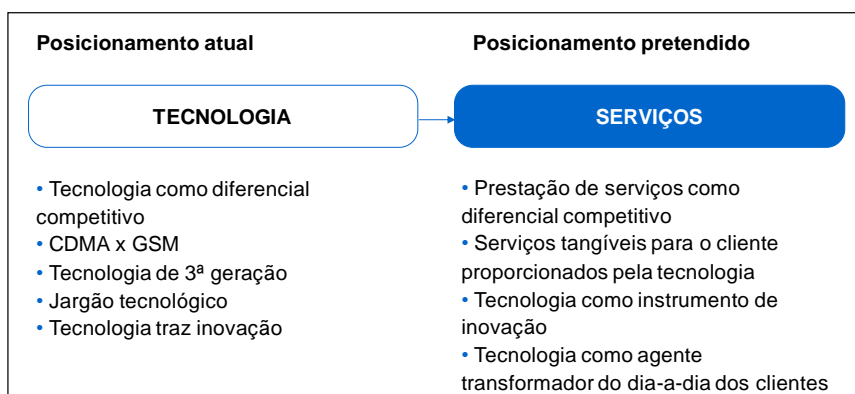 Posicionamento atual
TECNOLOGIA
• Tecnologia como diferencial
competitivo
• CDMA x GSM
• Tecnologia de 3ª geração
• Jargão tecnológico
• Tecnologia traz inovação
Posicionamento pretendido
SERVIÇOS
• Prestação de serviços como
diferencial competitivo
• Serviços tangíveis para o cliente
proporcionados pela tecnologia
• Tecnologia como instrumento de
inovação
• Tecnologia como agente
transformador do dia-a-dia dos clientes